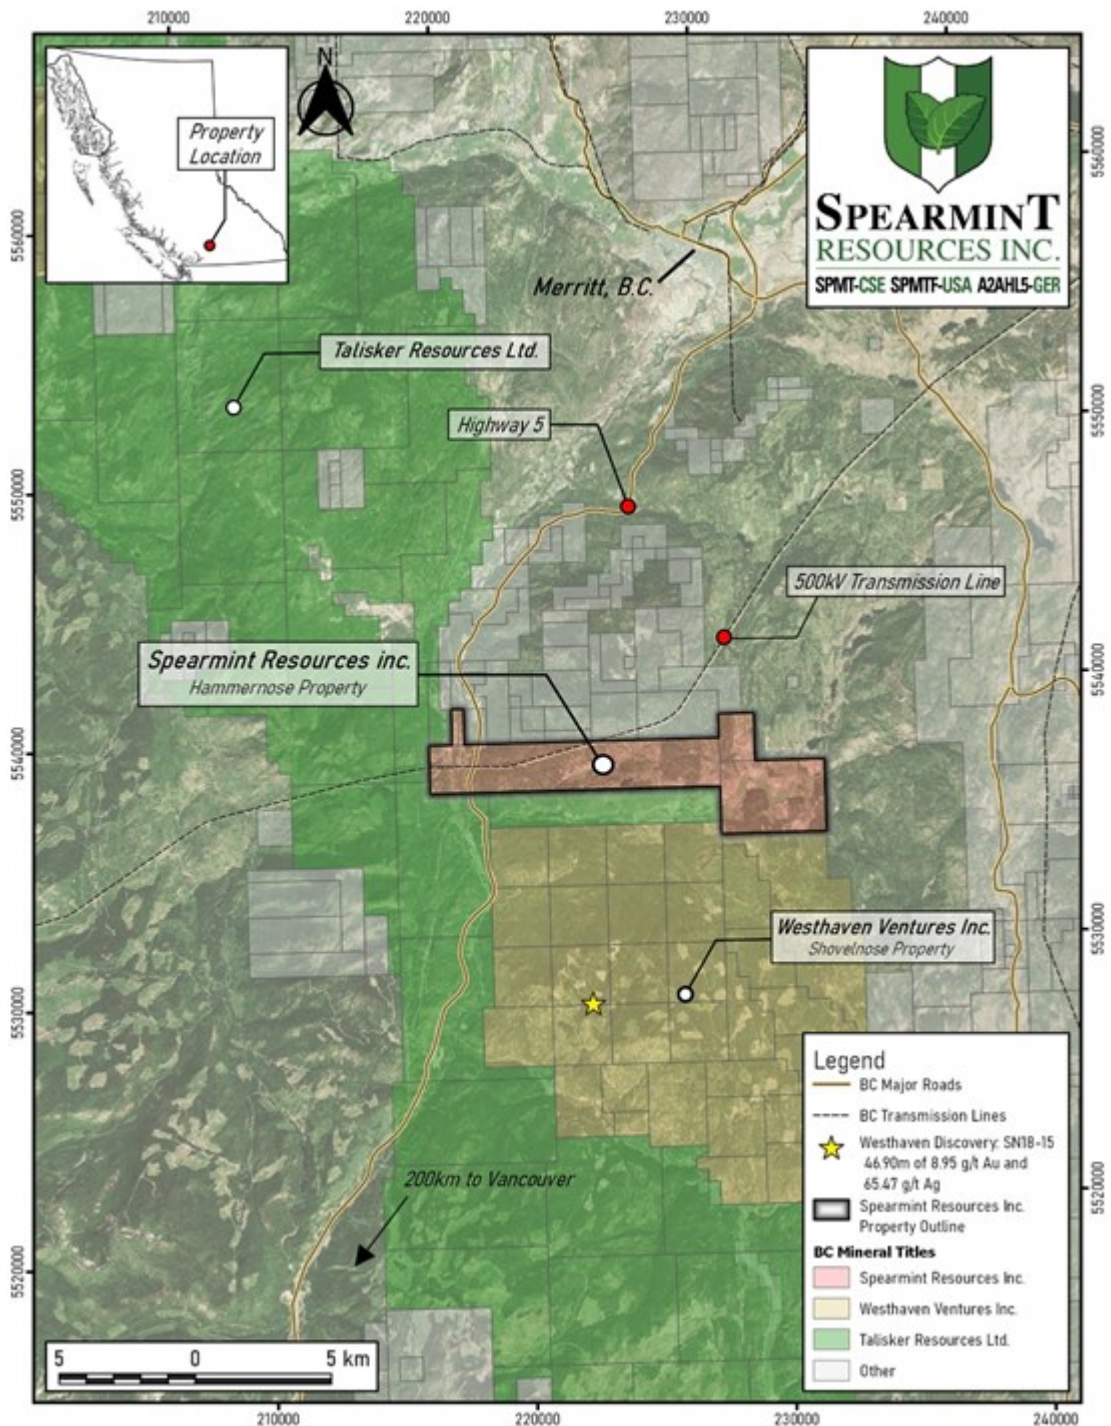 210000
220000
230000
240000
N
Property
Location
SPEARMINT
RESOURCES INC.
SPMT-CSE SPMTF-USA A2AHL5-GER
5560000
5560000
Merritt, B.C.
Talisker Resources Ltd.
Highway 5
5550000
5550000
500kV Transmission Line
Spearmint Resources inc.
Hammernose Property
5540000
5540000
Westhaven Ventures Inc.
Shovelnose Property
5530000
5530000
Legend
BC Major Roads
BC Transmission Lines
Westhaven Discovery: SN18-15
46.90m of 8.95 g/t Au and
65.47 g/t Ag
Spearmint Resources Inc.
Property Outline
BC Mineral Titles
Spearmint Resources Inc.
Westhaven Ventures Inc.
Talisker Resources Ltd.
Other
200km to Vancouver
5520000
5520000
5 0 5 km
210000
220000
230000
240000